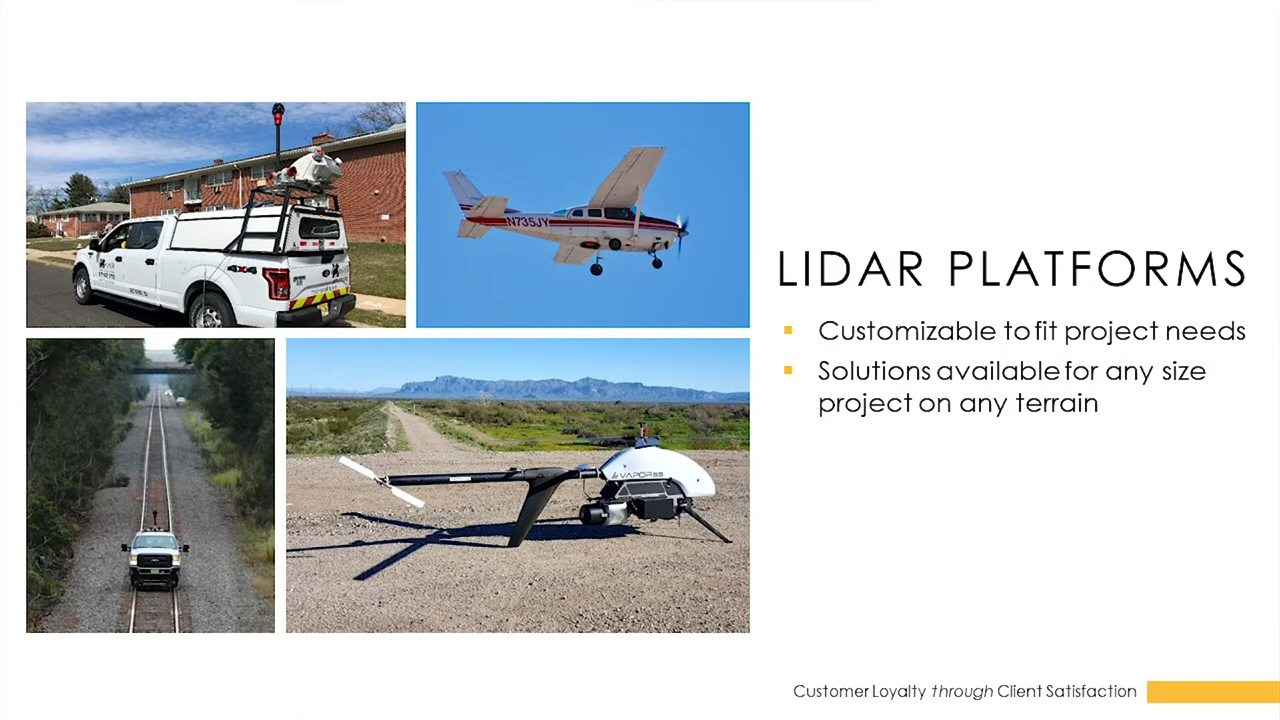 4x4
N735JY
VAPOR55
LIDAR PLATFORMS
Customizable to fit project needs
Solutions available for any size
project on any terrain
Customer Loyalty through Client Satisfaction